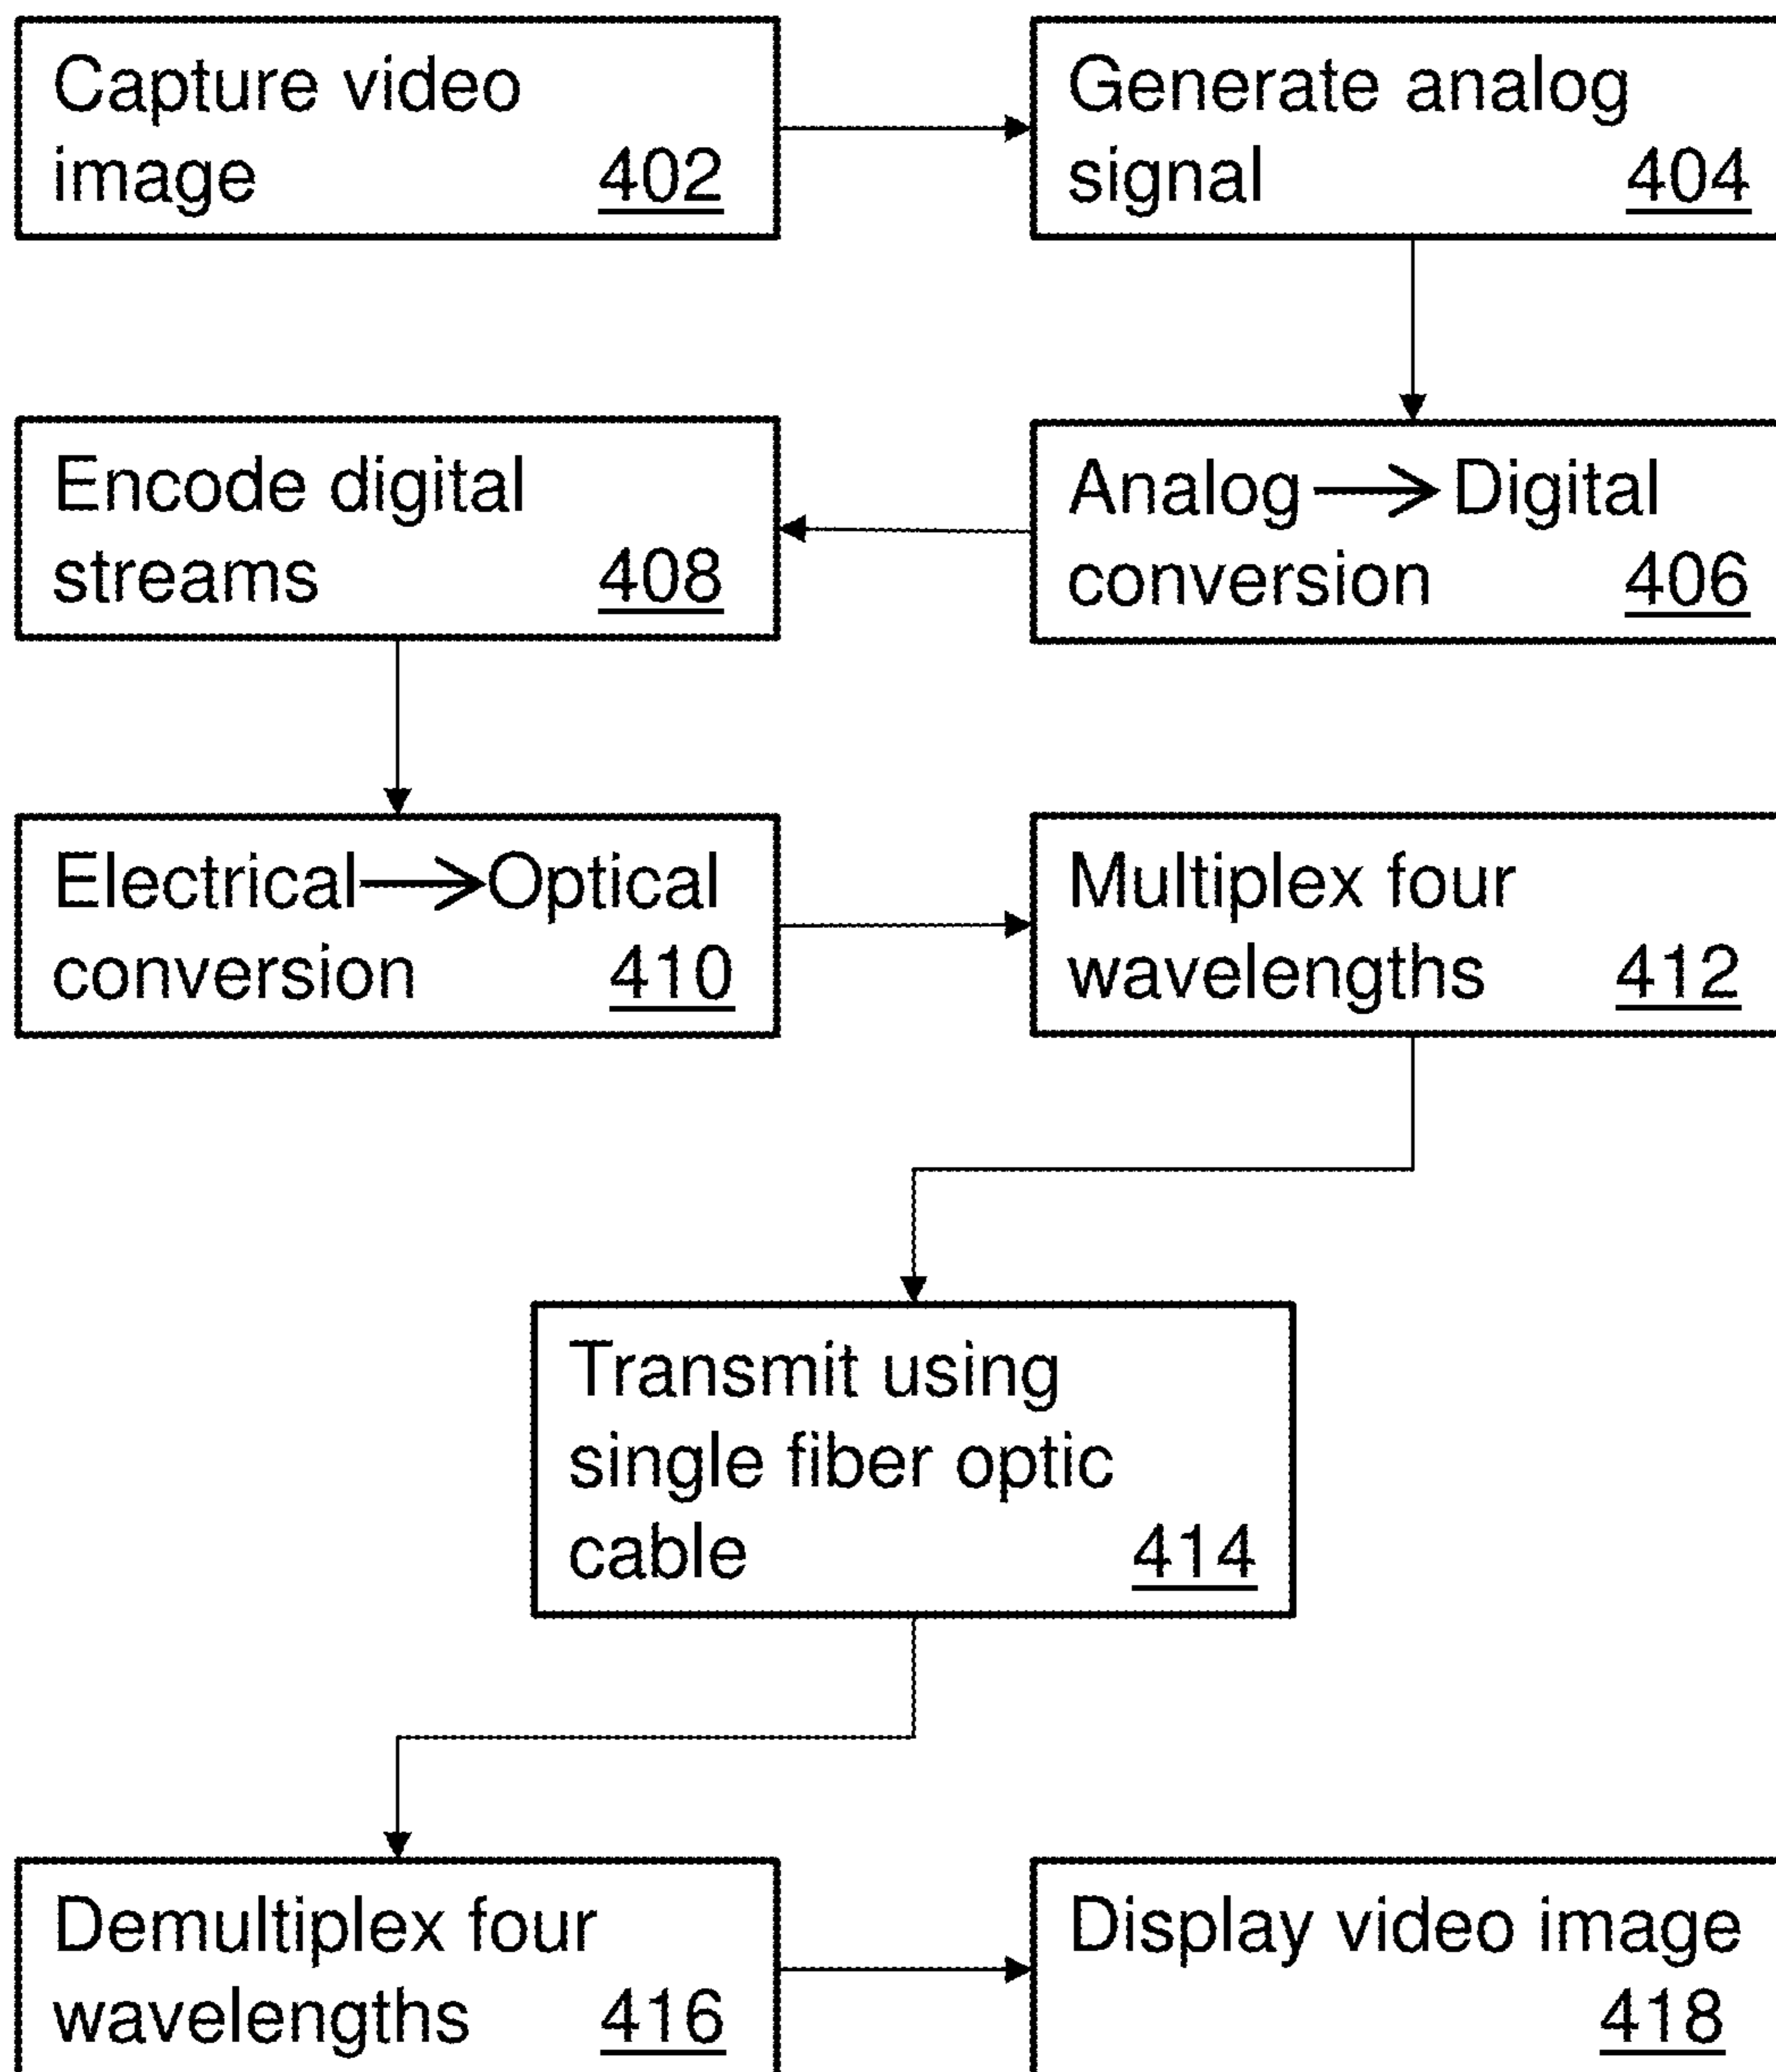 Capture video
image 402
Generate analog
signal 404
Analog → Digital
conversion 406
Encode digital
streams 408
Electrical → Optical
conversion 410
Multiplex four
wavelengths 412
Transmit using
single fiber optic
cable 414
Demultiplex four
wavelengths 416
Display video image
418